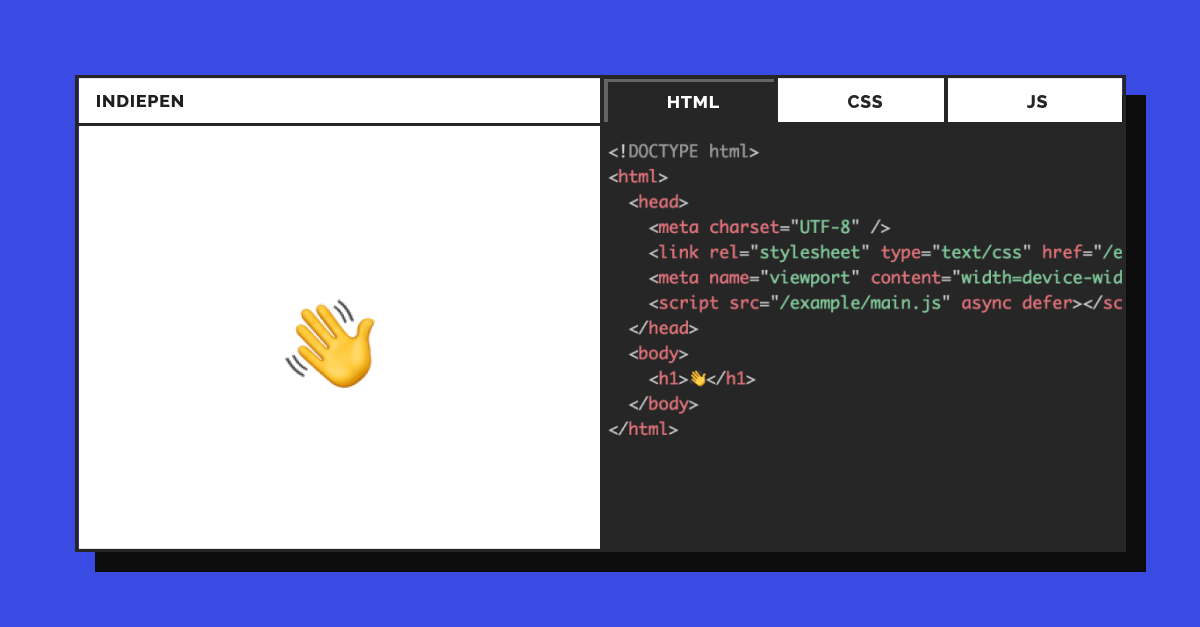 INDIEPEN
HTML CSS JS
<!DOCTYPE html>
<html>
<head>
<meta charset="UTF-8" />
<link rel="stylesheet" type="text/css" href="/e
<meta name="viewport" content="width=device-wid
<script src="/example/main.js" async defer></sc
</head>
<body>
<h1>👋</h1>
</body>
</html>